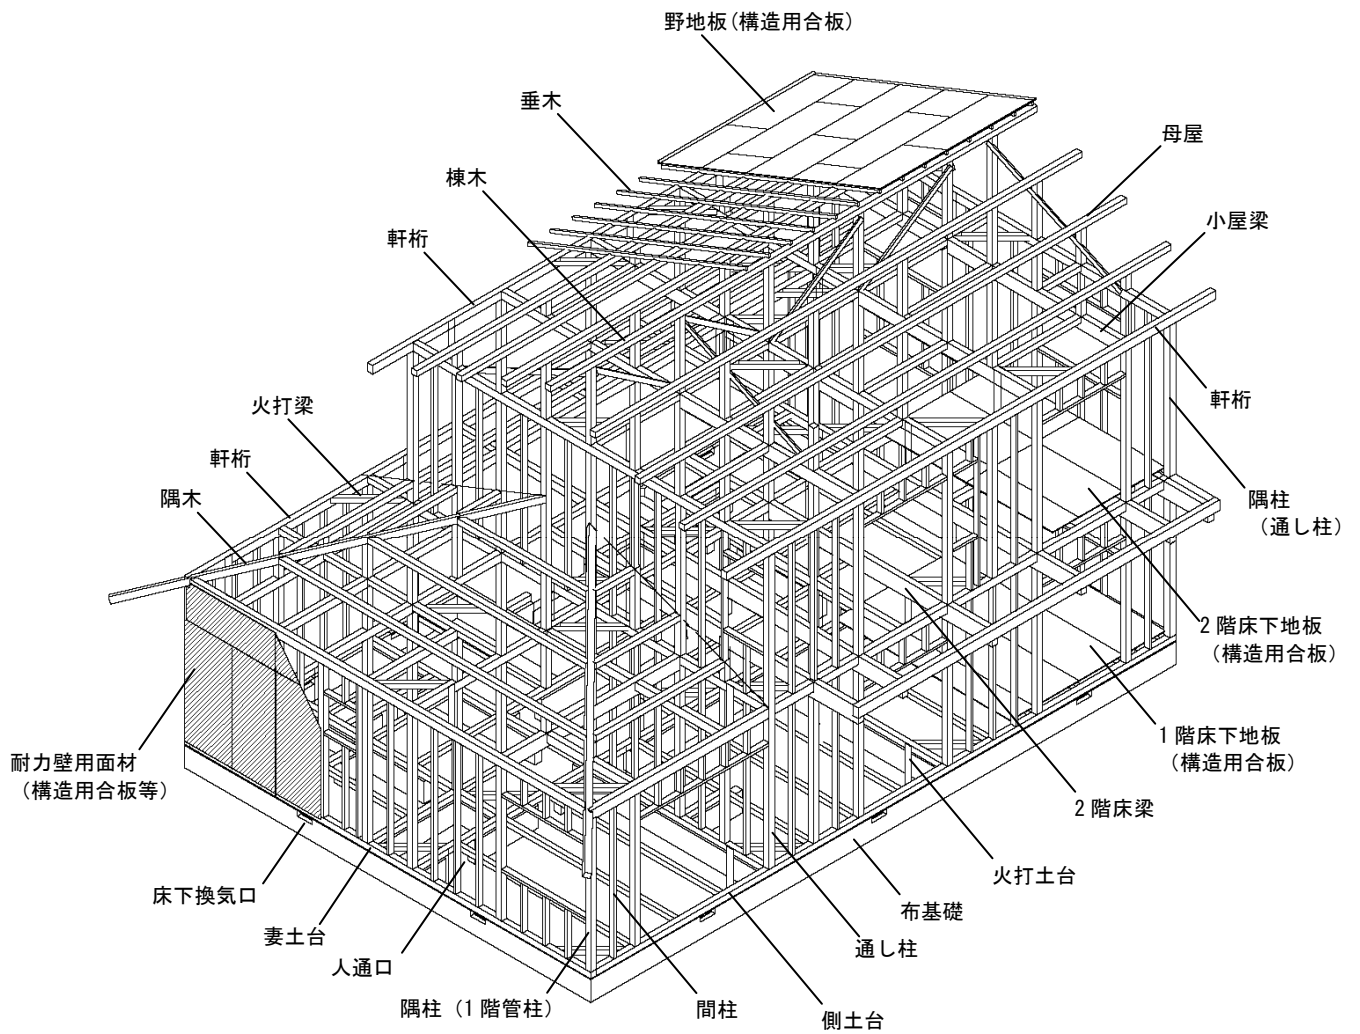 野地板(構造用合板)
垂木
母屋
棟木
小屋梁
軒桁
火打梁
軒桁
軒桁
隅木
隅柱
(通し柱)
2階床下地板
(構造用合板)
1階床下地板
(構造用合板)
耐力壁用面材
(構造用合板等)
2階床梁
火打土台
床下換気口
布基礎
妻土台
通し柱
人通口
隅柱(1階管柱)
間柱
側土台